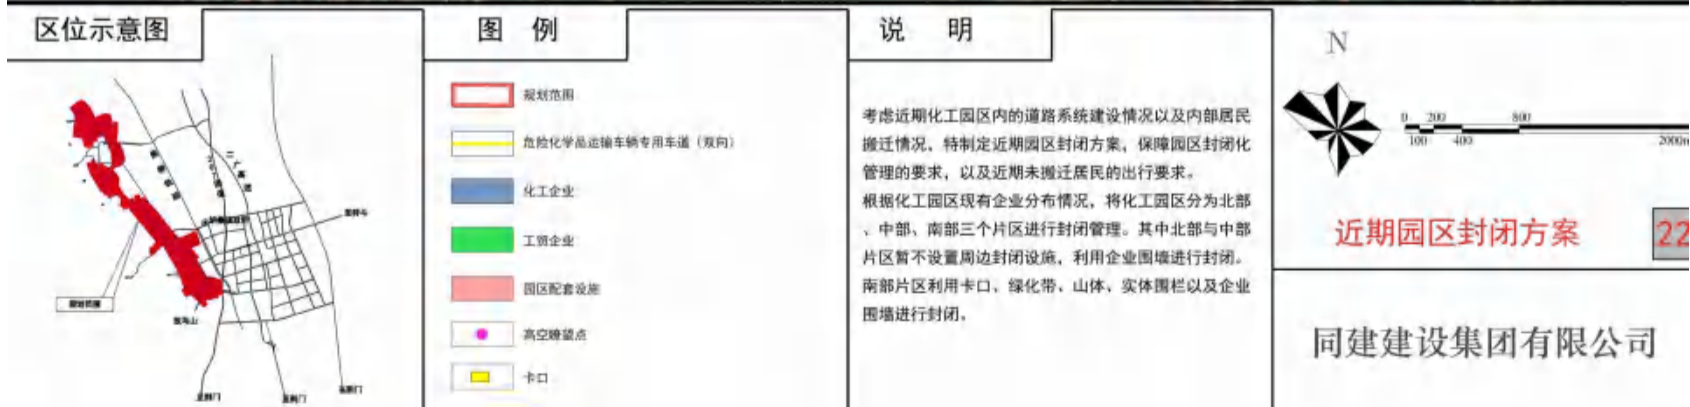 区位示意图
规划范围
至荆门
至荆门
图 例
规划范围
危险化学品运输车辆专用车道（双向）
化工企业
工贸企业
园区配套设施
高空瞭望点
卡口
说 明
考虑近期化工园区内的道路系统建设情况以及内部居民
搬迁情况，特制定近期园区封闭方案，保障园区封闭化
管理的要求，以及近期未搬迁居民的出行要求。
根据化工园区现有企业分布情况，将化工园区分为北部
、中部、南部三个片区进行封闭管理。其中北部与中部
片区暂不设置周边封闭设施，利用企业围墙进行封闭。
南部片区利用卡口、绿化带、山体、实体围栏以及企业
围墙进行封闭。
N
0 200 800
100 400 2000m
近期园区封闭方案
22
同建建设集团有限公司